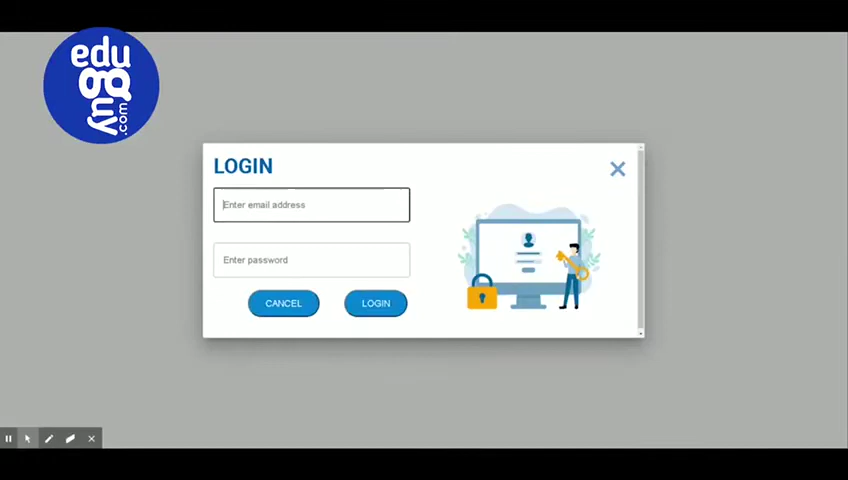 edu
guy
.com
LOGIN
Enter email address
Enter password
CANCEL
LOGIN